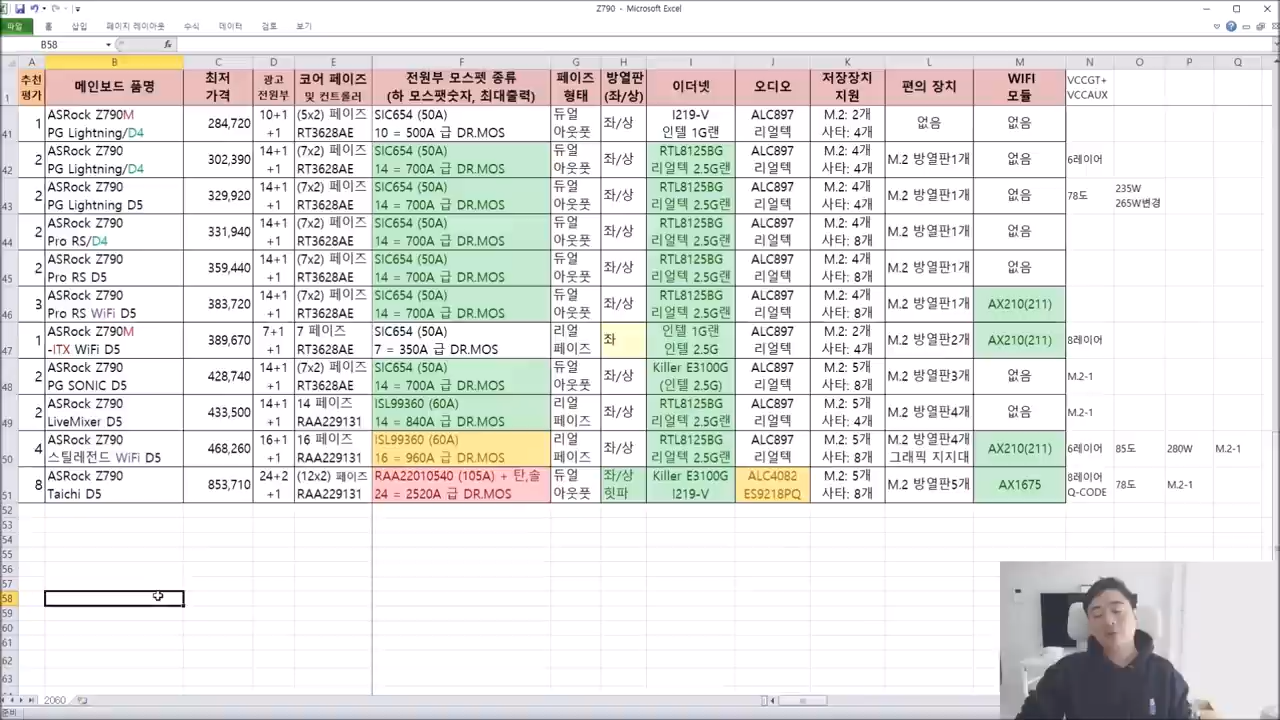 Z790 - Microsoft Excel
파일 홈 삽입 페이지 레이아웃 수식 데이터 검토 보기
B58 fx
A B C D E F G H I J K L M N O P Q
1
추천 평가
메인보드 품명
최저 가격
광고 전원부
코어 페이즈 및 컨트롤러
전원부 모스펫 종류 (하 모스팻숫자, 최대출력)
페이즈 형태
방열판 (좌/상)
이더넷
오디오
저장장치 지원
편의 장치
WIFI 모듈
VCCGT+ VCCAUX
41 1 ASRock Z790M 284,720 10+1 (5x2) 페이즈 SIC654 (50A) 듀얼 좌/상 I219-V ALC897 M.2: 2개 없음 없음
PG Lightning/D4 +1 RT3628AE 10 = 500A 급 DR.MOS 아웃풋 인텔 1G랜 리얼텍 사타: 4개
42 2 ASRock Z790 302,390 14+1 (7x2) 페이즈 SIC654 (50A) 듀얼 좌/상 RTL8125BG ALC897 M.2: 4개 M.2 방열판1개 없음 6레이어
PG Lightning/D4 +1 RT3628AE 14 = 700A 급 DR.MOS 아웃풋 리얼텍 2.5G랜 리얼텍 사타: 4개
43 2 ASRock Z790 329,920 14+1 (7x2) 페이즈 SIC654 (50A) 듀얼 좌/상 RTL8125BG ALC897 M.2: 4개 M.2 방열판1개 없음 78도 235W
PG Lightning D5 +1 RT3628AE 14 = 700A 급 DR.MOS 아웃풋 리얼텍 2.5G랜 리얼텍 사타: 4개 265W변경
44 2 ASRock Z790 331,940 14+1 (7x2) 페이즈 SIC654 (50A) 듀얼 좌/상 RTL8125BG ALC897 M.2: 4개 M.2 방열판1개 없음
Pro RS/D4 +1 RT3628AE 14 = 700A 급 DR.MOS 아웃풋 리얼텍 2.5G랜 리얼텍 사타: 8개
45 2 ASRock Z790 359,440 14+1 (7x2) 페이즈 SIC654 (50A) 듀얼 좌/상 RTL8125BG ALC897 M.2: 4개 M.2 방열판1개 없음
Pro RS D5 +1 RT3628AE 14 = 700A 급 DR.MOS 아웃풋 리얼텍 2.5G랜 리얼텍 사타: 8개
46 3 ASRock Z790 383,720 14+1 (7x2) 페이즈 SIC654 (50A) 듀얼 좌/상 RTL8125BG ALC897 M.2: 4개 M.2 방열판1개 AX210(211)
Pro RS WiFi D5 +1 RT3628AE 14 = 700A 급 DR.MOS 아웃풋 리얼텍 2.5G랜 리얼텍 사타: 8개
47 1 ASRock Z790M 389,670 7+1 7 페이즈 SIC654 (50A) 리얼 좌 인텔 1G랜 ALC897 M.2: 2개 M.2 방열판2개 AX210(211) 8레이어
-ITX WiFi D5 +1 RT3628AE 7 = 350A 급 DR.MOS 페이즈 인텔 2.5G 리얼텍 사타: 4개
48 2 ASRock Z790 428,740 14+1 (7x2) 페이즈 SIC654 (50A) 듀얼 좌/상 Killer E3100G ALC897 M.2: 5개 M.2 방열판3개 없음 M.2-1
PG SONIC D5 +1 RT3628AE 14 = 700A 급 DR.MOS 아웃풋 (인텔 2.5G) 리얼텍 사타: 8개
49 2 ASRock Z790 433,500 14+1 14 페이즈 ISL99360 (60A) 리얼 좌/상 RTL8125BG ALC897 M.2: 5개 M.2 방열판4개 없음 M.2-1
LiveMixer D5 +1 RAA229131 14 = 840A 급 DR.MOS 페이즈 리얼텍 2.5G랜 리얼텍 사타: 4개
50 4 ASRock Z790 468,260 16+1 16 페이즈 ISL99360 (60A) 리얼 좌/상 RTL8125BG ALC897 M.2: 5개 M.2 방열판4개 AX210(211) 6레이어 85도 280W M.2-1
스틸레전드 WiFi D5 +1 RAA229131 16 = 960A 급 DR.MOS 페이즈 리얼텍 2.5G랜 리얼텍 사타: 8개 그래픽 지지대
51 8 ASRock Z790 853,710 24+2 (12x2) 페이즈 RAA22010540 (105A) + 탄,솔 듀얼 좌/상 Killer E3100G ALC4082 M.2: 5개 M.2 방열판5개 AX1675 8레이어 78도 M.2-1
Taichi D5 +1 RAA229131 24 = 2520A 급 DR.MOS 아웃풋 힛파 I219-V ES9218PQ 사타: 8개 Q-CODE
52
53
54
55
56
57
58
59
60
61
62
63
2060
준비